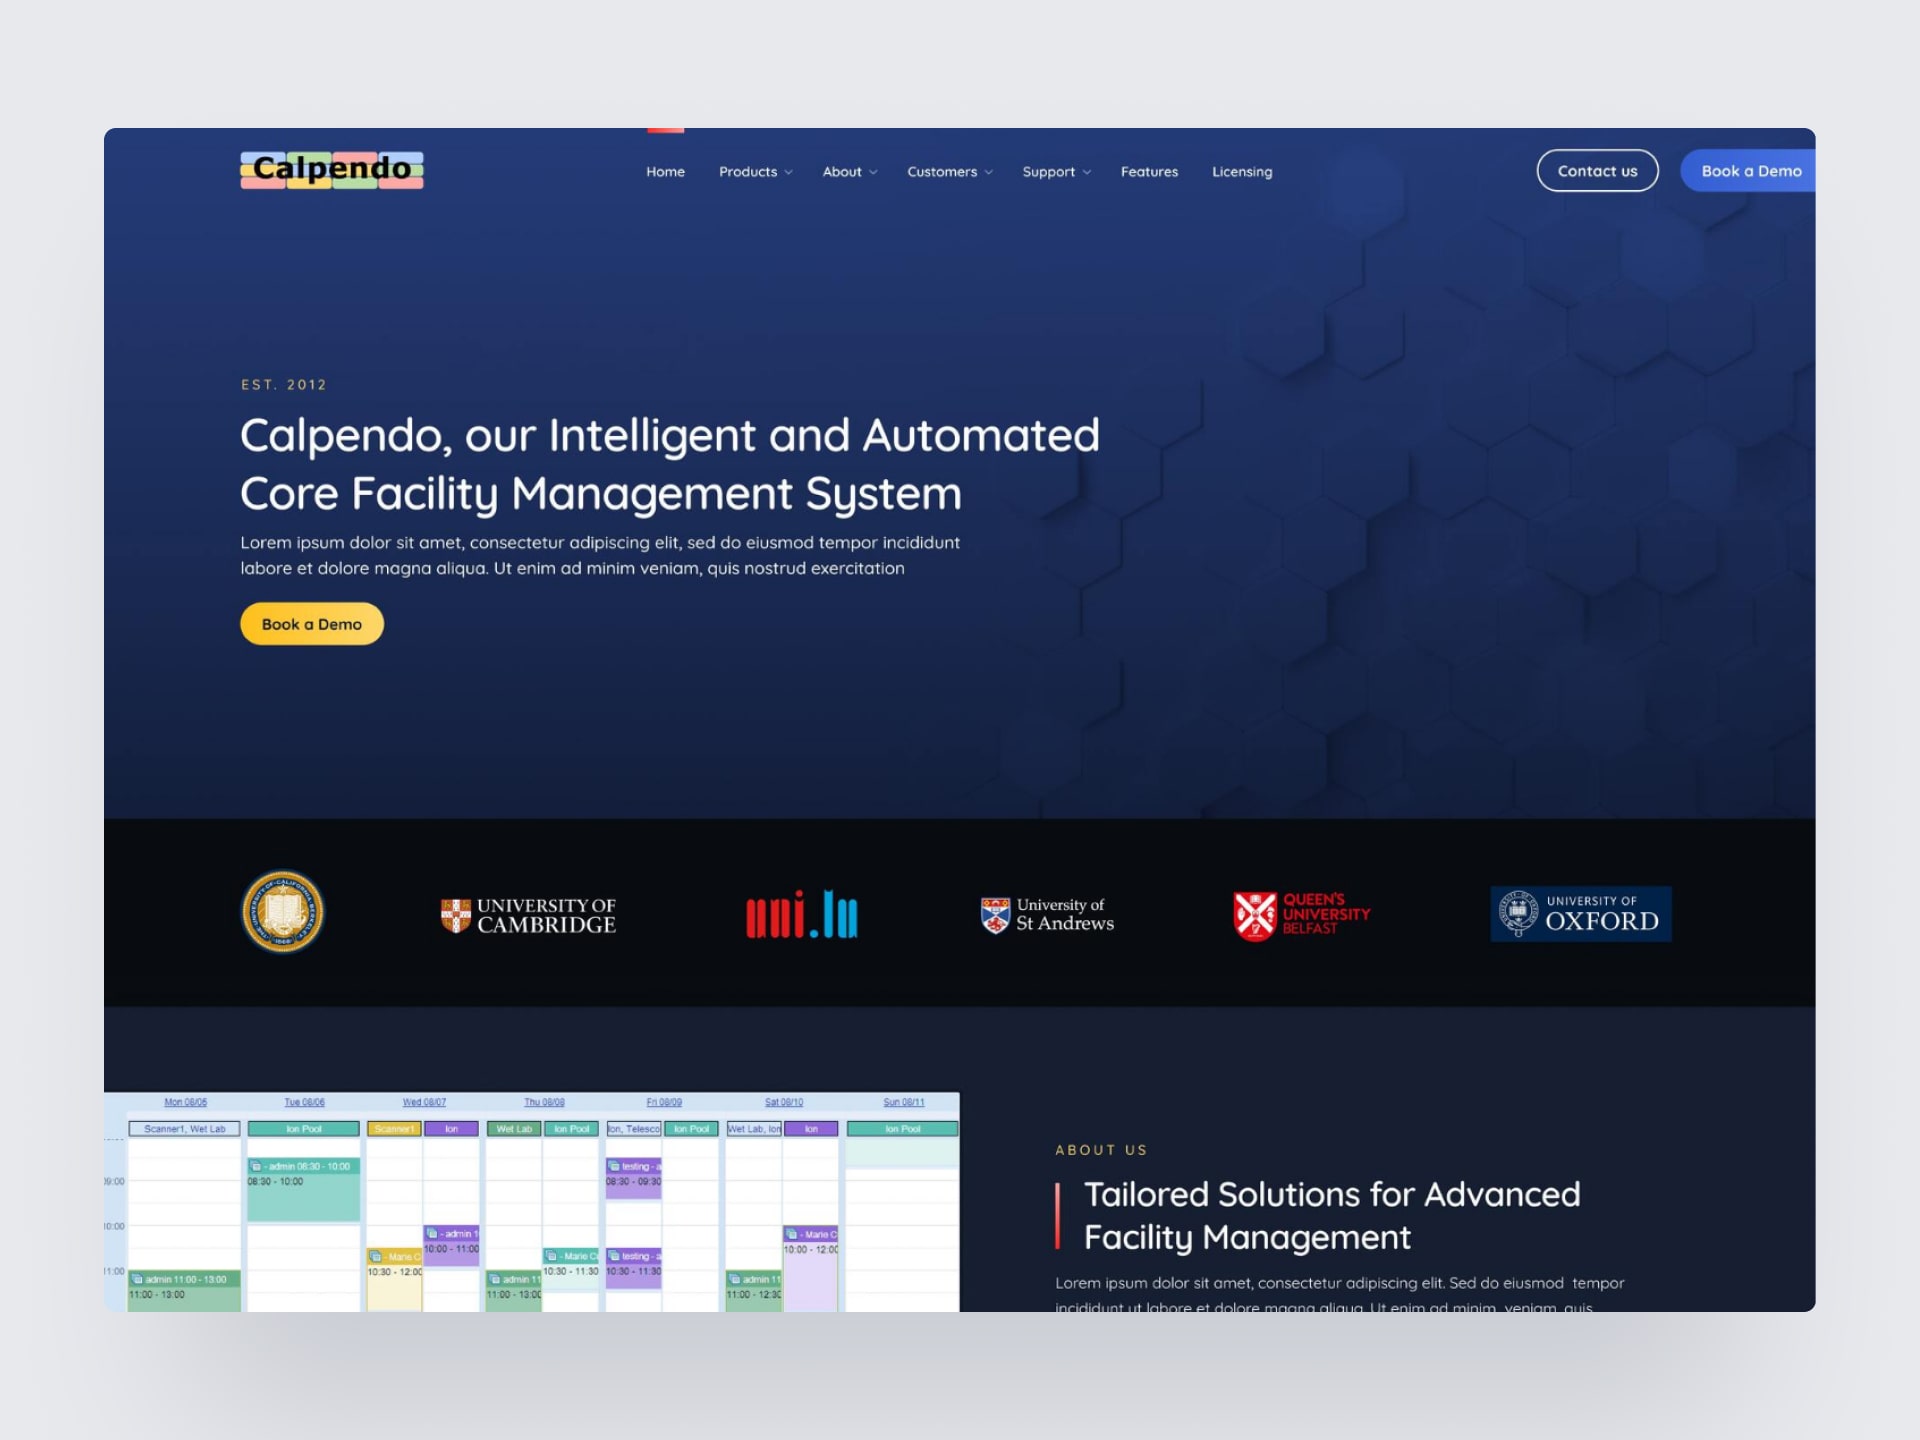 Calpendo
Home Products About Customers Support Features Licensing
Contact us
Book a Demo
EST. 2012
Calpendo, our Intelligent and Automated
Core Facility Management System
Lorem ipsum dolor sit amet, consectetur adipiscing elit, sed do eiusmod tempor incididunt
labore et dolore magna aliqua. Ut enim ad minim veniam, quis nostrud exercitation
Book a Demo
UNIVERSITY OF
CAMBRIDGE
uni.lu
University of
St Andrews
QUEEN'S
UNIVERSITY
BELFAST
UNIVERSITY OF
OXFORD
Mon 08/05 Tue 08/06 Wed 08/07 Thu 08/08 Fri 08/09 Sat 08/10 Sun 08/11
Scanner1, Wet Lab Ion Pool Scanner1 Ion Wet Lab Ion Pool Ion, Telesco Ion Pool Wet Lab, Ion Ion Ion Pool
- admin 08:30 - 10:00 testing - a
09:00 08:30 - 10:00 08:30 - 09:30
10:00 - admin 1 - Marie C
10:00 - 11:00 10:00 - 12:00
- Marie C - Marie C testing - a
11:00 10:30 - 12:00 10:30 - 11:30 10:30 - 11:30
admin 11:00 - 13:00 admin 11 admin 11
11:00 - 13:00 11:00 - 13:00 11:00 - 12:30
ABOUT US
Tailored Solutions for Advanced
Facility Management
Lorem ipsum dolor sit amet, consectetur adipiscing elit. Sed do eiusmod tempor
incididunt ut labore et dolore magna aliqua. Ut enim ad minim veniam, quis